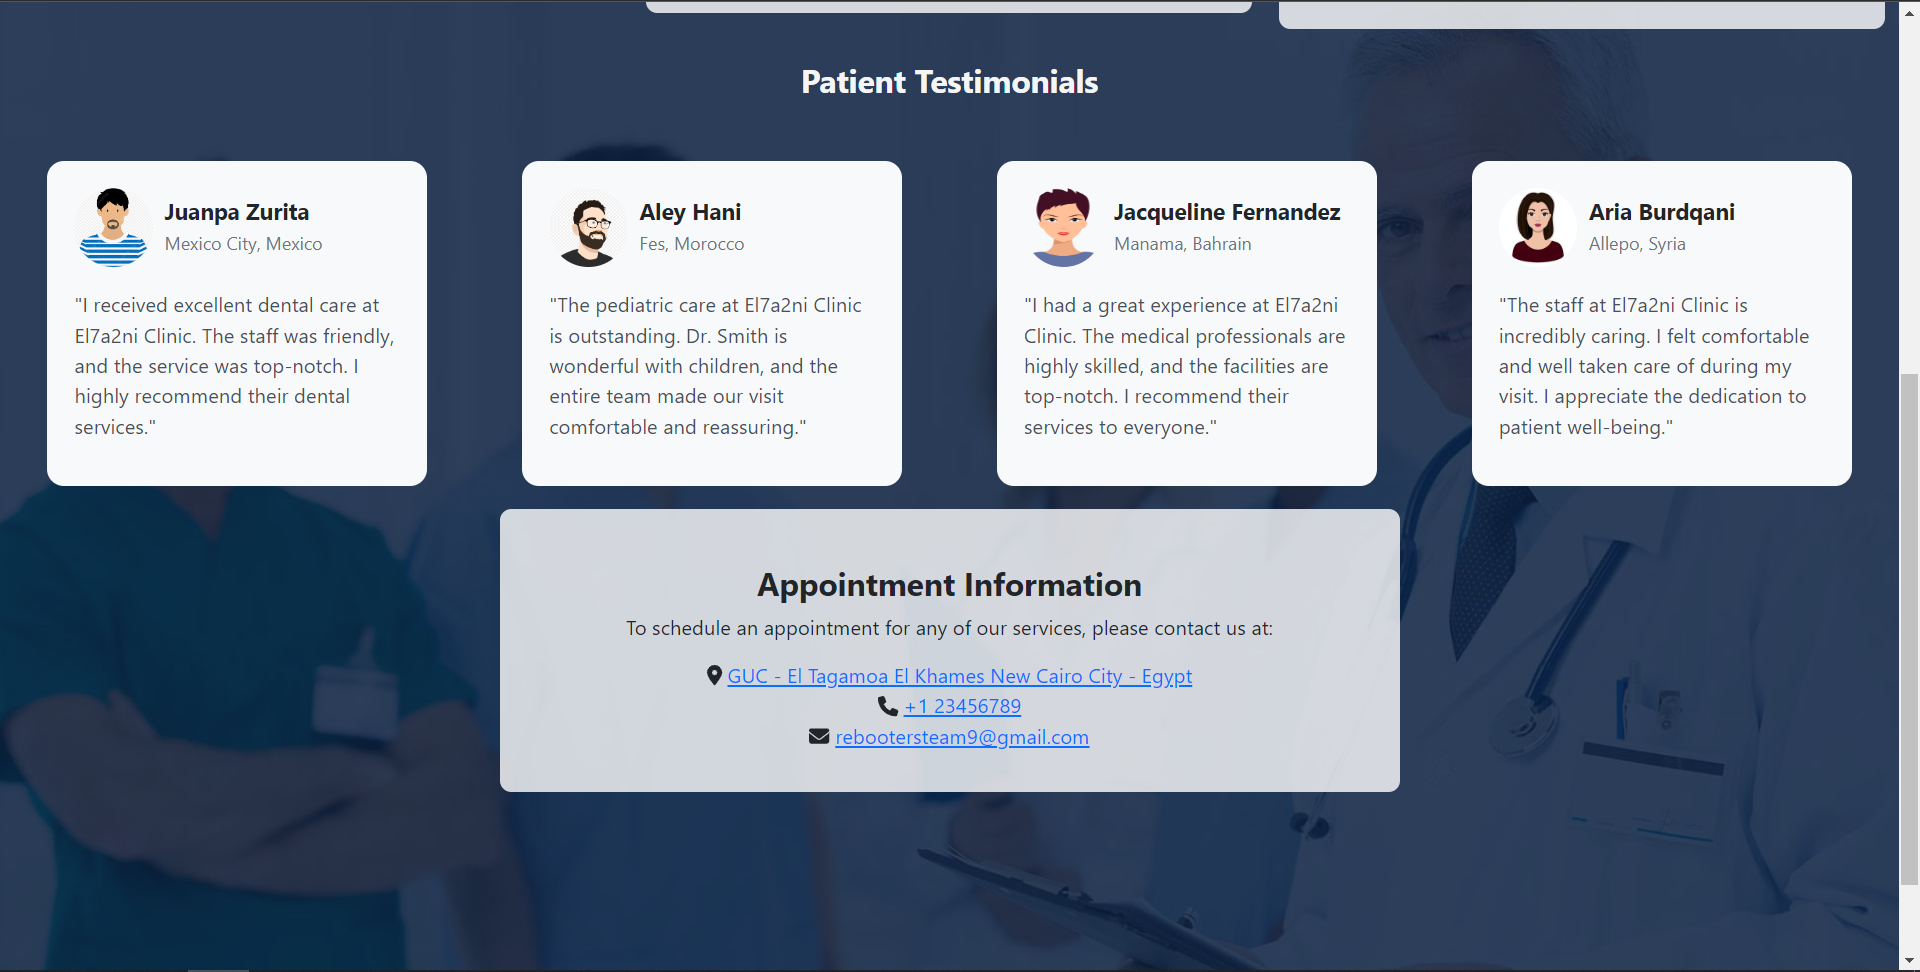 Patient Testimonials
Juanpa Zurita
Mexico City, Mexico
"I received excellent dental care at
El7a2ni Clinic. The staff was friendly,
and the service was top-notch. I
highly recommend their dental
services."
Aley Hani
Fes, Morocco
"The pediatric care at El7a2ni Clinic
is outstanding. Dr. Smith is
wonderful with children, and the
entire team made our visit
comfortable and reassuring."
Jacqueline Fernandez
Manama, Bahrain
"I had a great experience at El7a2ni
Clinic. The medical professionals are
highly skilled, and the facilities are
top-notch. I recommend their
services to everyone."
Aria Burdqani
Allepo, Syria
"The staff at El7a2ni Clinic is
incredibly caring. I felt comfortable
and well taken care of during my
visit. I appreciate the dedication to
patient well-being."
Appointment Information
To schedule an appointment for any of our services, please contact us at:
GUC - El Tagamoa El Khames New Cairo City - Egypt
+1 23456789
rebootersteam9@gmail.com